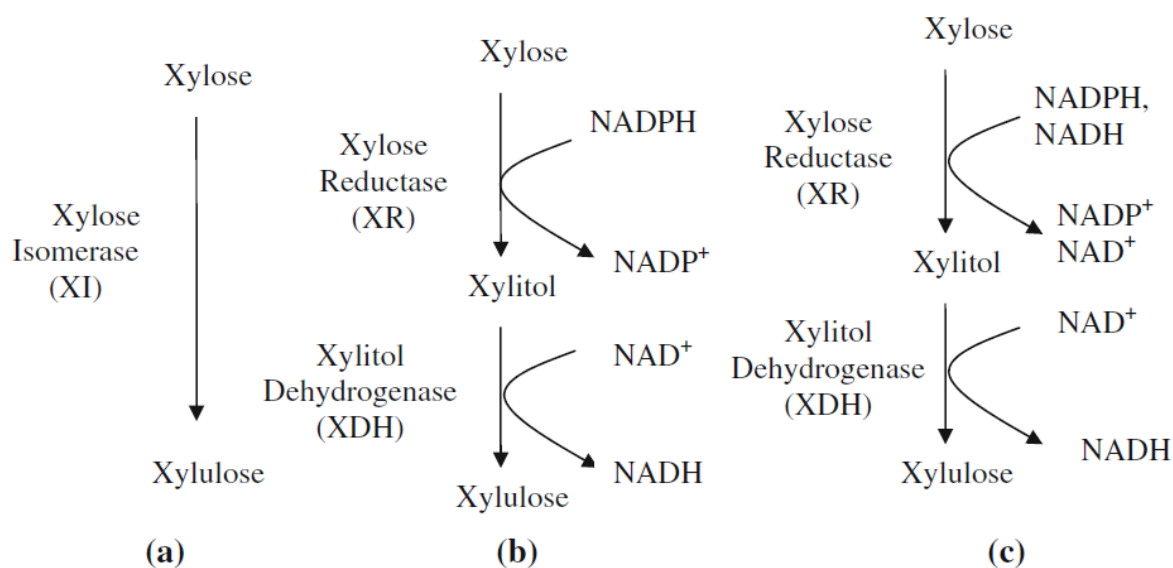 Xylose
Xylose
Isomerase
(XI)
Xylulose
(a)
Xylose
Xylose
Reductase
(XR)
NADPH
NADP⁺
Xylitol
Xylitol
Dehydrogenase
(XDH)
NAD⁺
NADH
Xylulose
(b)
Xylose
Xylose
Reductase
(XR)
NADPH,
NADH
NADP⁺
NAD⁺
Xylitol
Xylitol
Dehydrogenase
(XDH)
NAD⁺
NADH
Xylulose
(c)